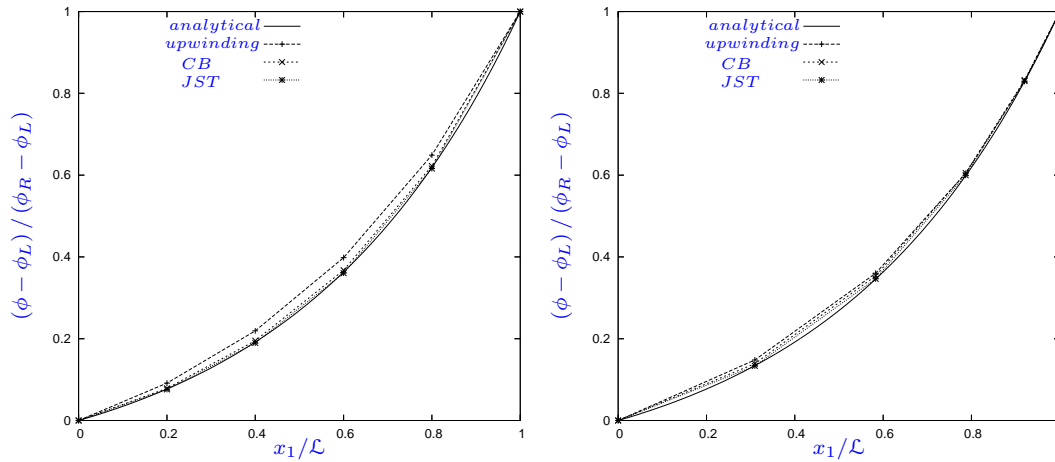 analytical
upwinding
CB
JST
1
0.8
0.6
0.4
0.2
0
(ϕ − ϕ_L) / (ϕ_R − ϕ_L)
0 0.2 0.4 0.6 0.8 1
x_1/ℒ
analytical
upwinding
CB
JST
1
0.8
0.6
0.4
0.2
0
(ϕ − ϕ_L) / (ϕ_R − ϕ_L)
0 0.2 0.4 0.6 0.8 1
x_1/ℒ